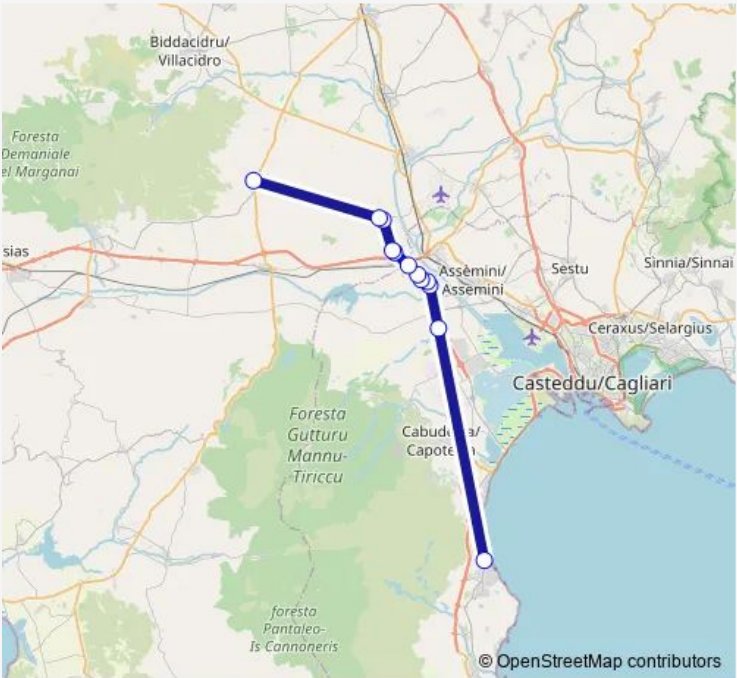 Biddacidru/
Villacidro
Foresta
Demaniale
el Marganai
sias
Assèmini/
Assemini
Sestu
Sinnia/Sinnai
Ceraxus/Selargius
Casteddu/Cagliari
Foresta
Gutturu
Mannu-
Tiriccu
foresta
Pantaleo-
Is Cannoneris
© OpenStreetMap contributors